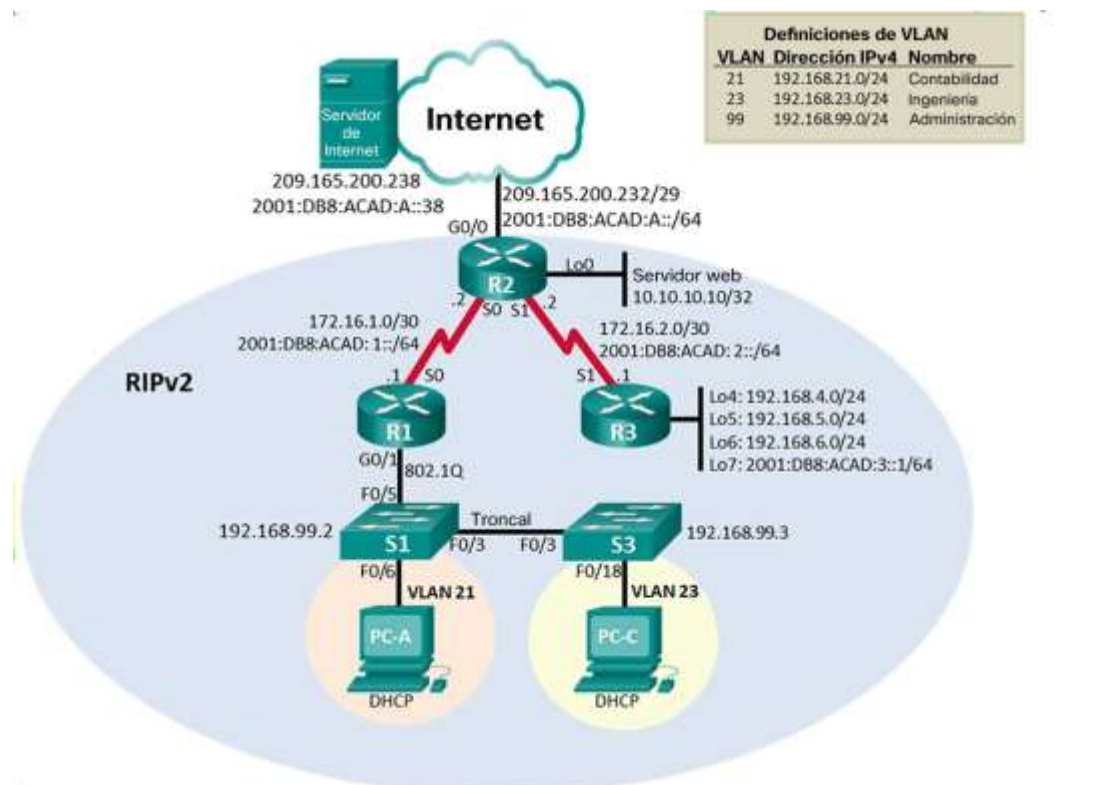 Definiciones de VLAN
VLAN Dirección IPv4 Nombre
21 192.168.21.0/24 Contabilidad
23 192.168.23.0/24 Ingeniería
99 192.168.99.0/24 Administración
Servidor
de
Internet
Internet
209.165.200.238
2001:DB8:ACAD:A::38
209.165.200.232/29
2001:DB8:ACAD:A::/64
G0/0
R2
Lo0
Servidor web
10.10.10.10/32
.2
S0
S1
.2
172.16.1.0/30
2001:DB8:ACAD: 1::/64
172.16.2.0/30
2001:DB8:ACAD: 2::/64
RIPv2
.1
S0
S1
.1
R1
R3
Lo4: 192.168.4.0/24
Lo5: 192.168.5.0/24
Lo6: 192.168.6.0/24
Lo7: 2001:DB8:ACAD:3::1/64
G0/1
802.1Q
F0/5
192.168.99.2
S1
Troncal
F0/3
F0/3
S3
192.168.99.3
F0/6
VLAN 21
F0/18
VLAN 23
PC-A
PC-C
DHCP
DHCP